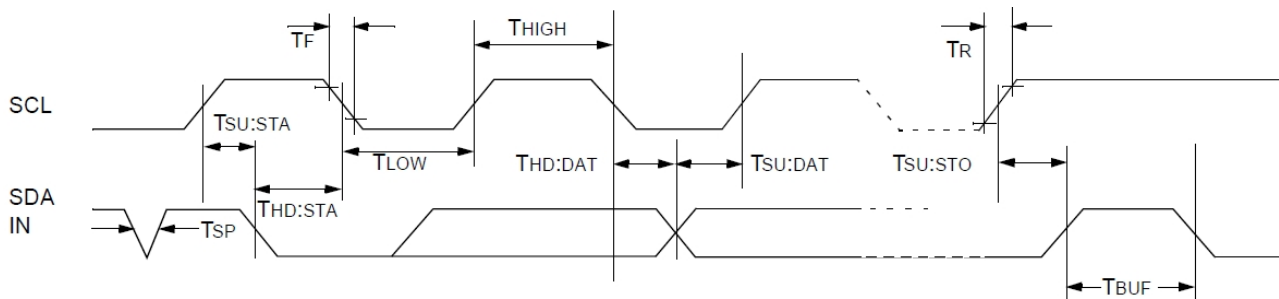 TF
THIGH
TR
SCL
TSU:STA
TLOW
THD:DAT
TSU:DAT
TSU:STO
SDA
IN
THD:STA
TSP
TBUF